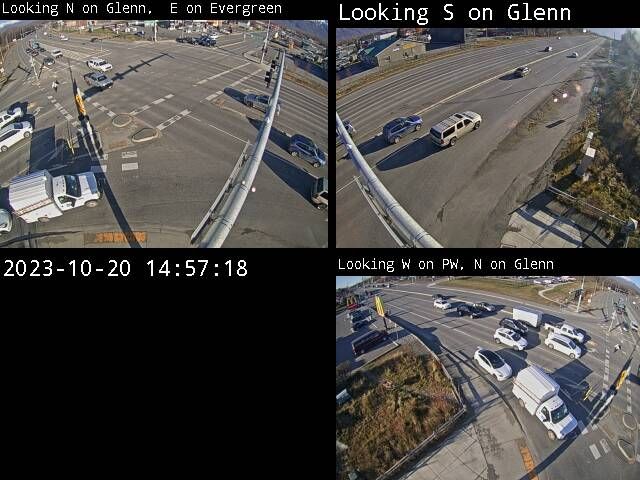 Looking N on Glenn, E on Evergreen
Looking S on Glenn
2023-10-20 14:57:18
Looking W on PW, N on Glenn